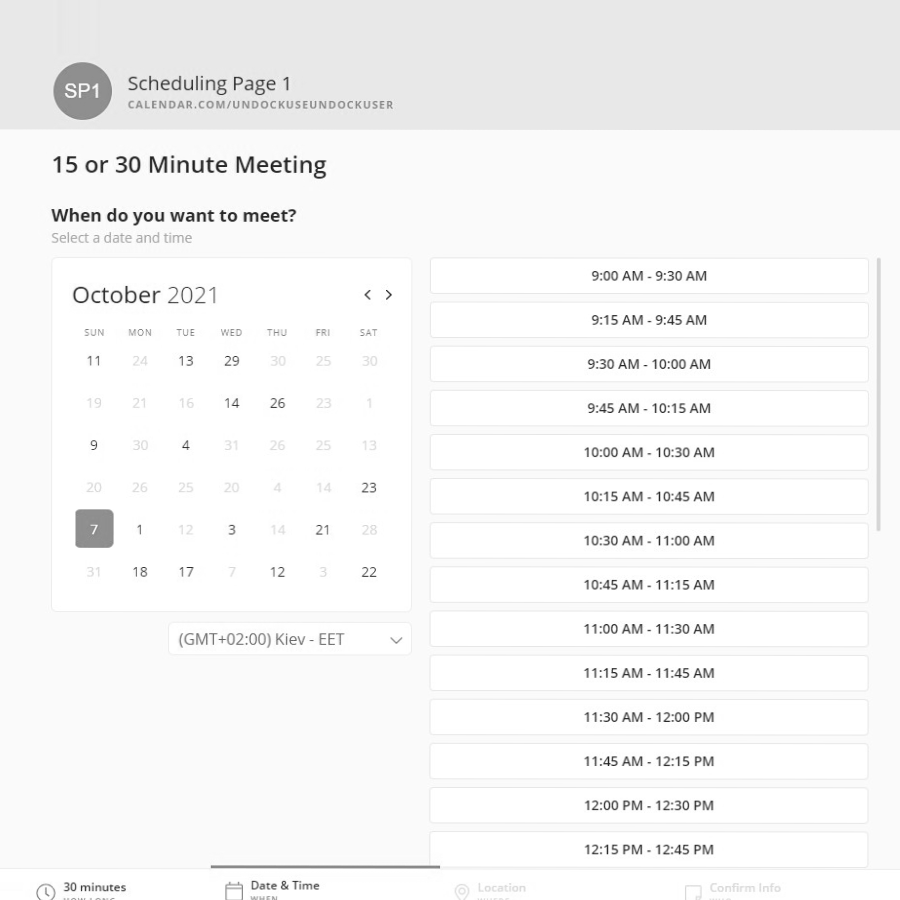 SP1
Scheduling Page 1
CALENDAR.COM/UNDOCKUSEUNDOCKUSER
15 or 30 Minute Meeting
When do you want to meet?
Select a date and time
October 2021
SUN MON TUE WED THU FRI SAT
11 24 13 29 30 25 30
19 21 16 14 26 23 1
9 30 4 31 26 25 13
20 26 25 20 4 14 23
7 1 12 3 14 21 28
31 18 17 7 12 3 22
(GMT+02:00) Kiev - EET
9:00 AM - 9:30 AM
9:15 AM - 9:45 AM
9:30 AM - 10:00 AM
9:45 AM - 10:15 AM
10:00 AM - 10:30 AM
10:15 AM - 10:45 AM
10:30 AM - 11:00 AM
10:45 AM - 11:15 AM
11:00 AM - 11:30 AM
11:15 AM - 11:45 AM
11:30 AM - 12:00 PM
11:45 AM - 12:15 PM
12:00 PM - 12:30 PM
12:15 PM - 12:45 PM
30 minutes
HOW LONG
Date & Time
WHEN
Location
Confirm Info